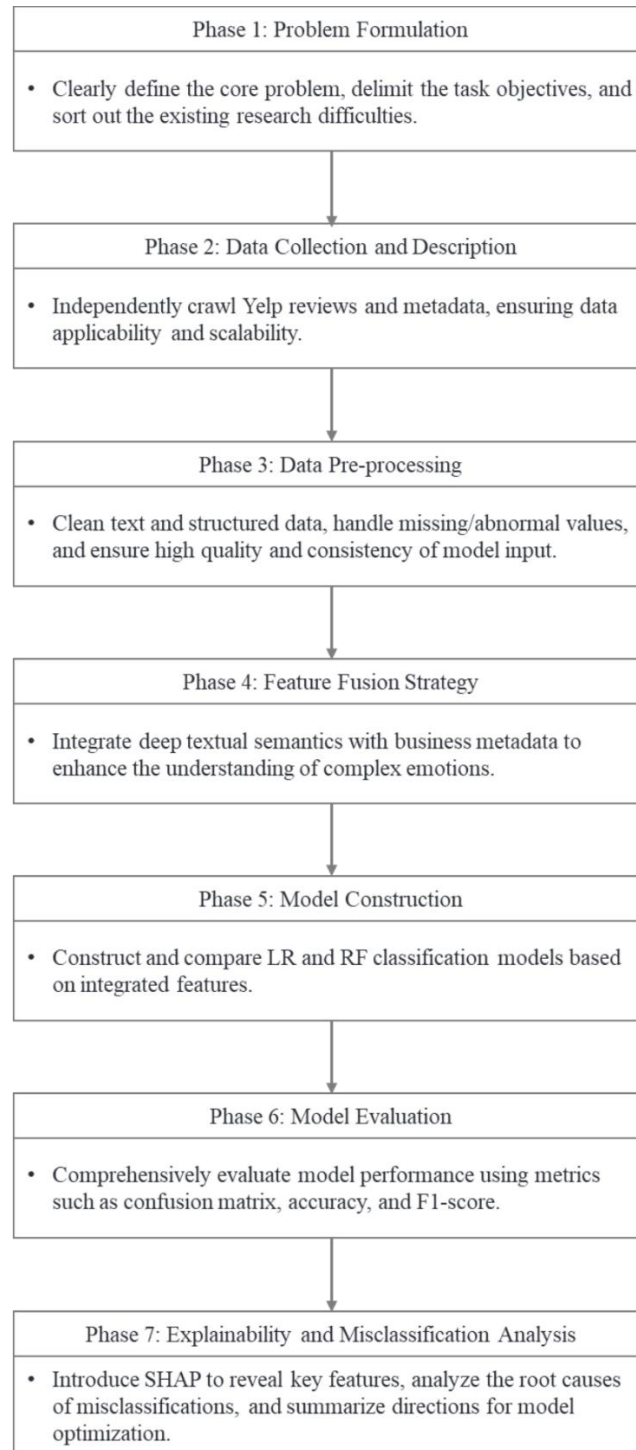 Phase 1: Problem Formulation
• Clearly define the core problem, delimit the task objectives, and
sort out the existing research difficulties.
Phase 2: Data Collection and Description
• Independently crawl Yelp reviews and metadata, ensuring data
applicability and scalability.
Phase 3: Data Pre-processing
• Clean text and structured data, handle missing/abnormal values,
and ensure high quality and consistency of model input.
Phase 4: Feature Fusion Strategy
• Integrate deep textual semantics with business metadata to
enhance the understanding of complex emotions.
Phase 5: Model Construction
• Construct and compare LR and RF classification models based
on integrated features.
Phase 6: Model Evaluation
• Comprehensively evaluate model performance using metrics
such as confusion matrix, accuracy, and F1-score.
Phase 7: Explainability and Misclassification Analysis
• Introduce SHAP to reveal key features, analyze the root causes
of misclassifications, and summarize directions for model
optimization.